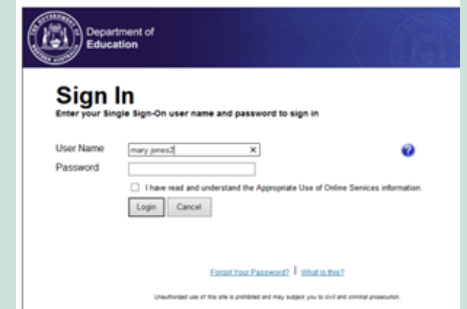 Department of
Education
Sign In
Enter your Single Sign-On user name and password to sign in
User Name mary.jones2 X
Password
I have read and understand the Appropriate Use of Online Services information.
Login Cancel
Forgot Your Password? | What is this?
Unauthorised use of this site is prohibited and may subject you to civil and criminal prosecution.